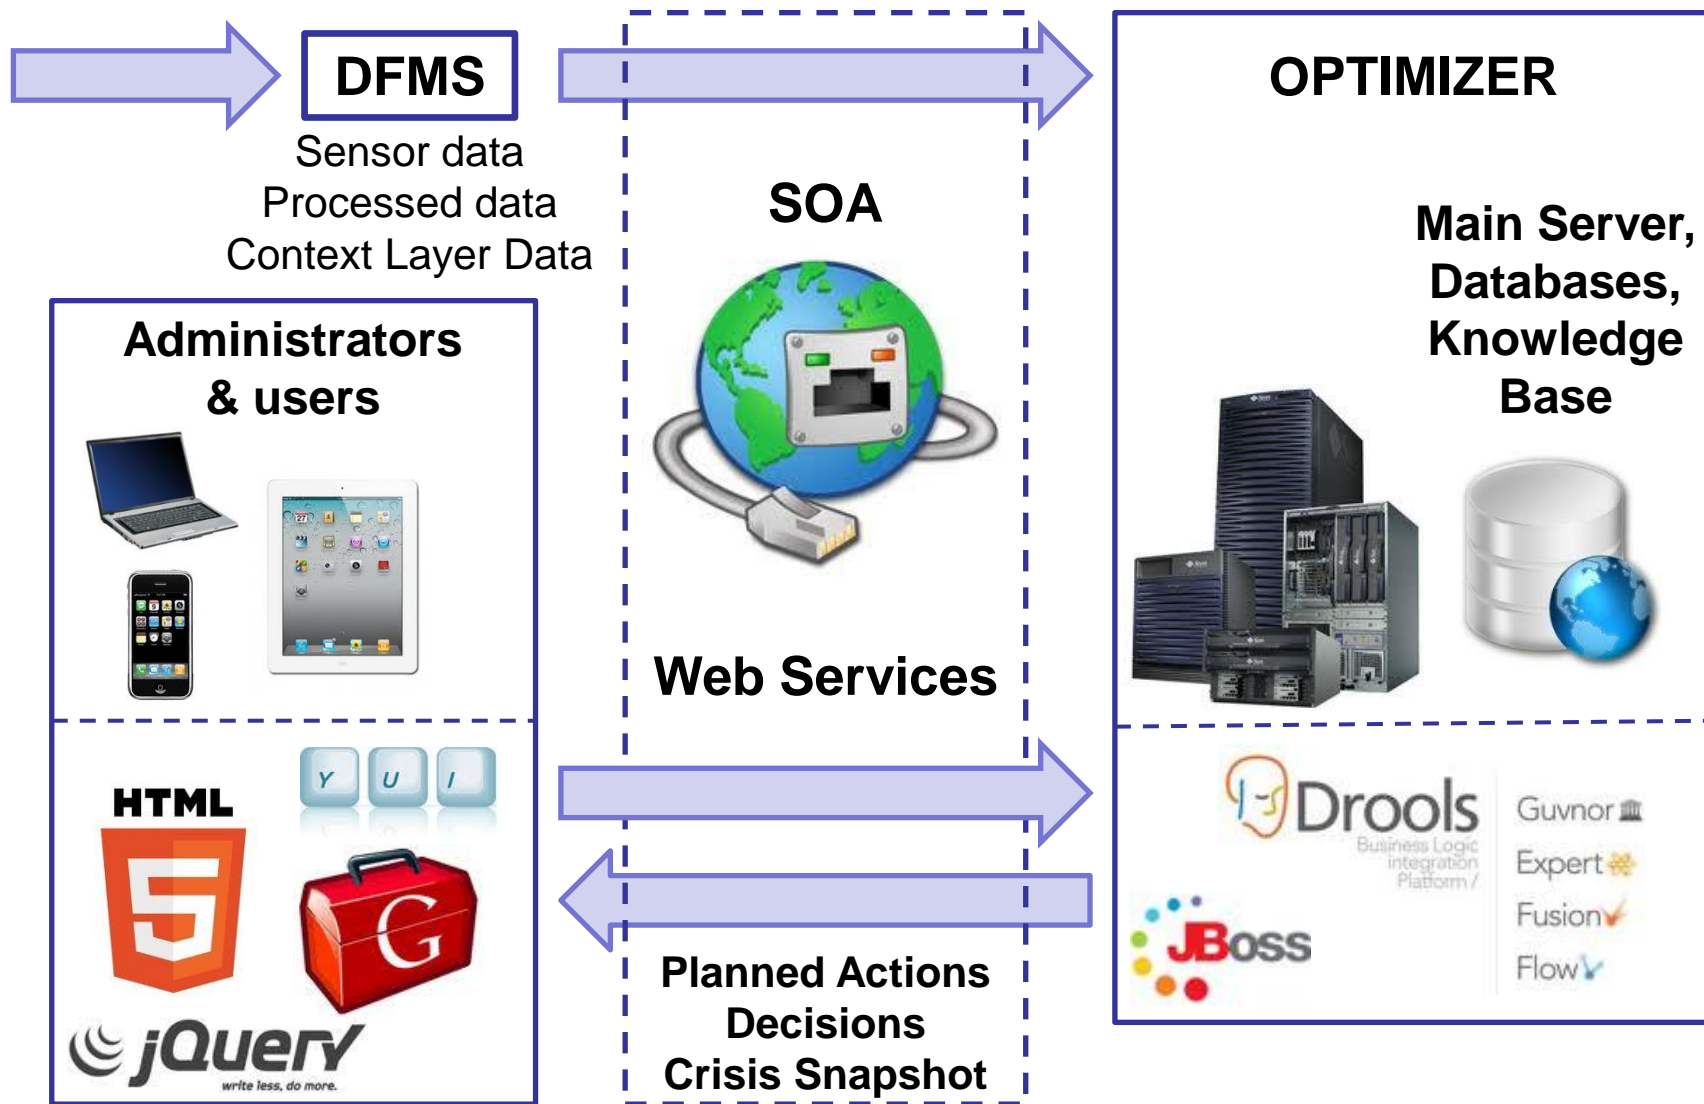 DFMS
Sensor data
Processed data
Context Layer Data
SOA
Web Services
OPTIMIZER
Main Server,
Databases,
Knowledge
Base
Administrators
& users
HTML
5
Y U I
G
jQuery
write less, do more.
Planned Actions
Decisions
Crisis Snapshot
Drools
Business Logic
integration
Platform /
JBoss
Guvnor
Expert
Fusion
Flow